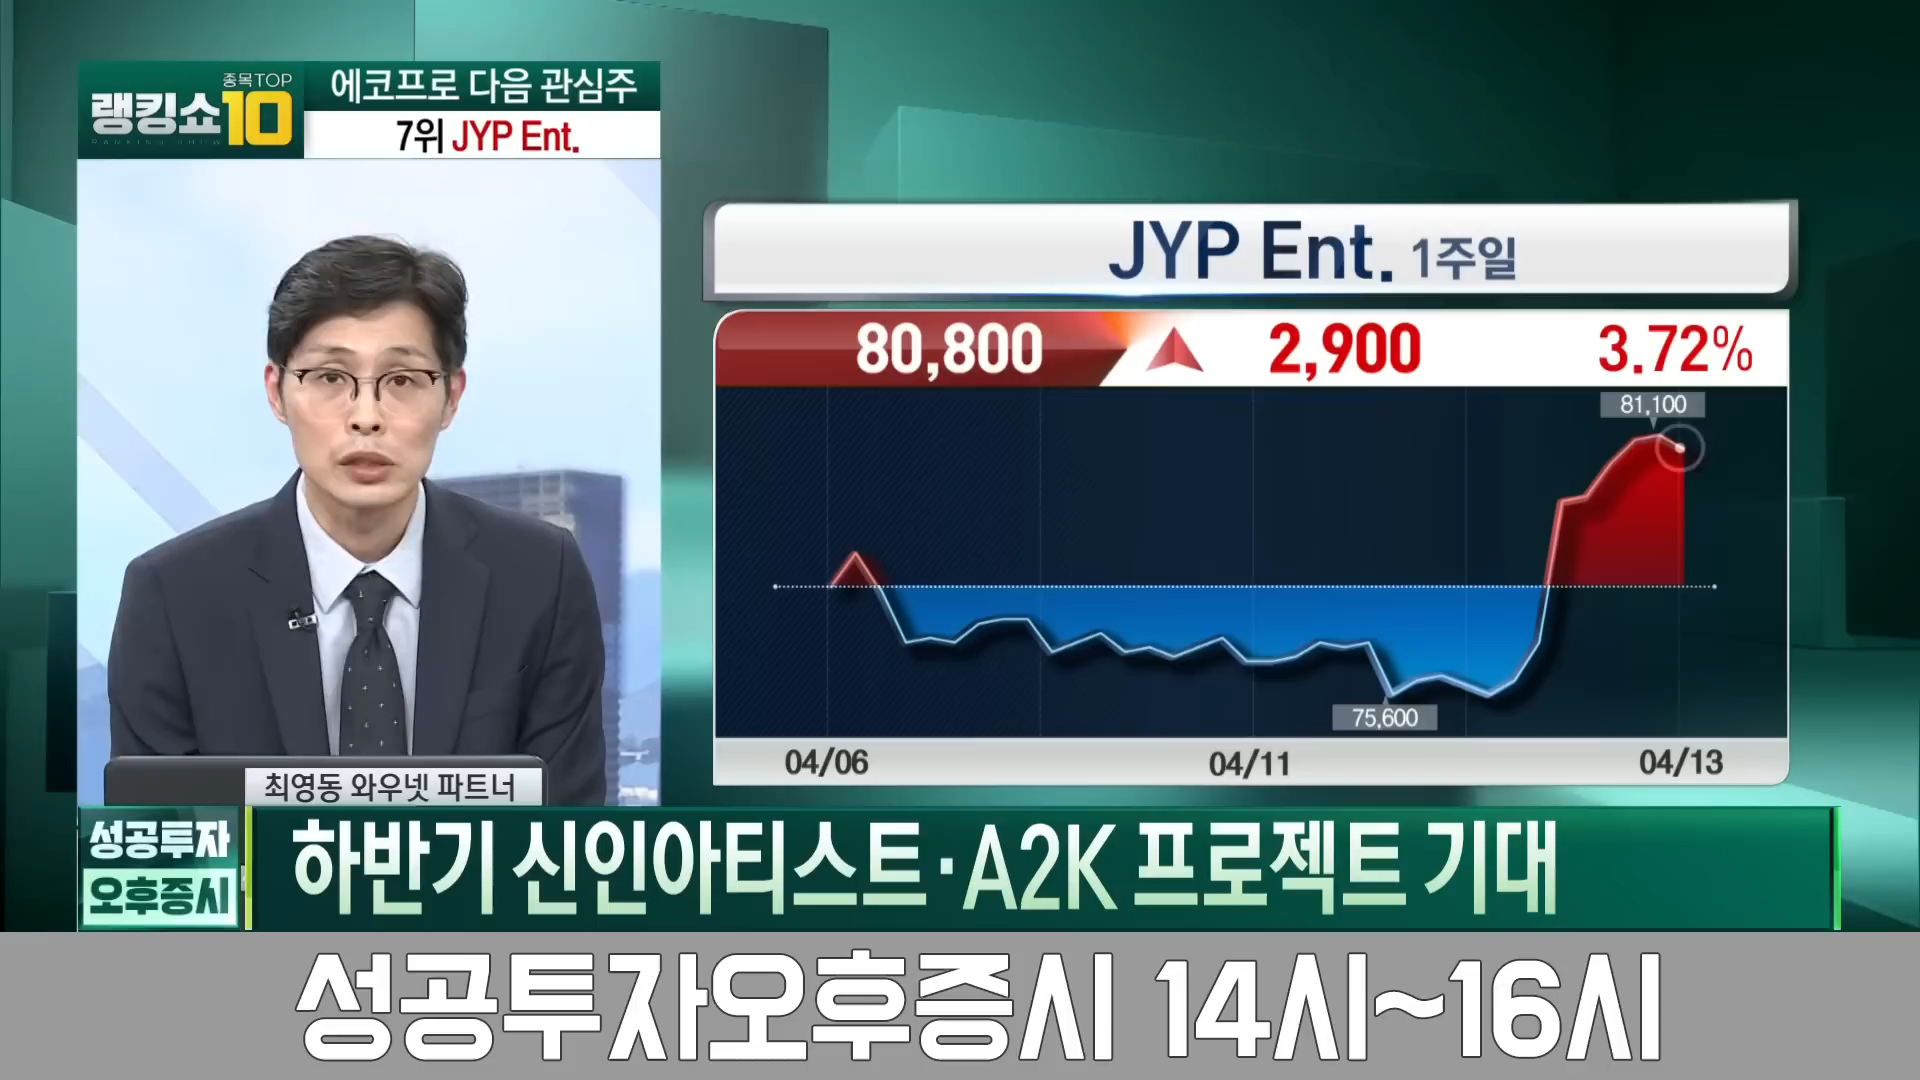 종목TOP
랭킹쇼10
RANKING SHOW
에코프로 다음 관심주
7위 JYP Ent.
JYP Ent. 1주일
80,800 2,900 3.72%
81,100
75,600
04/06 04/11 04/13
최영동 와우넷 파트너
성공투자
오후증시
하반기 신인아티스트·A2K 프로젝트 기대
성공투자오후증시 14시~16시